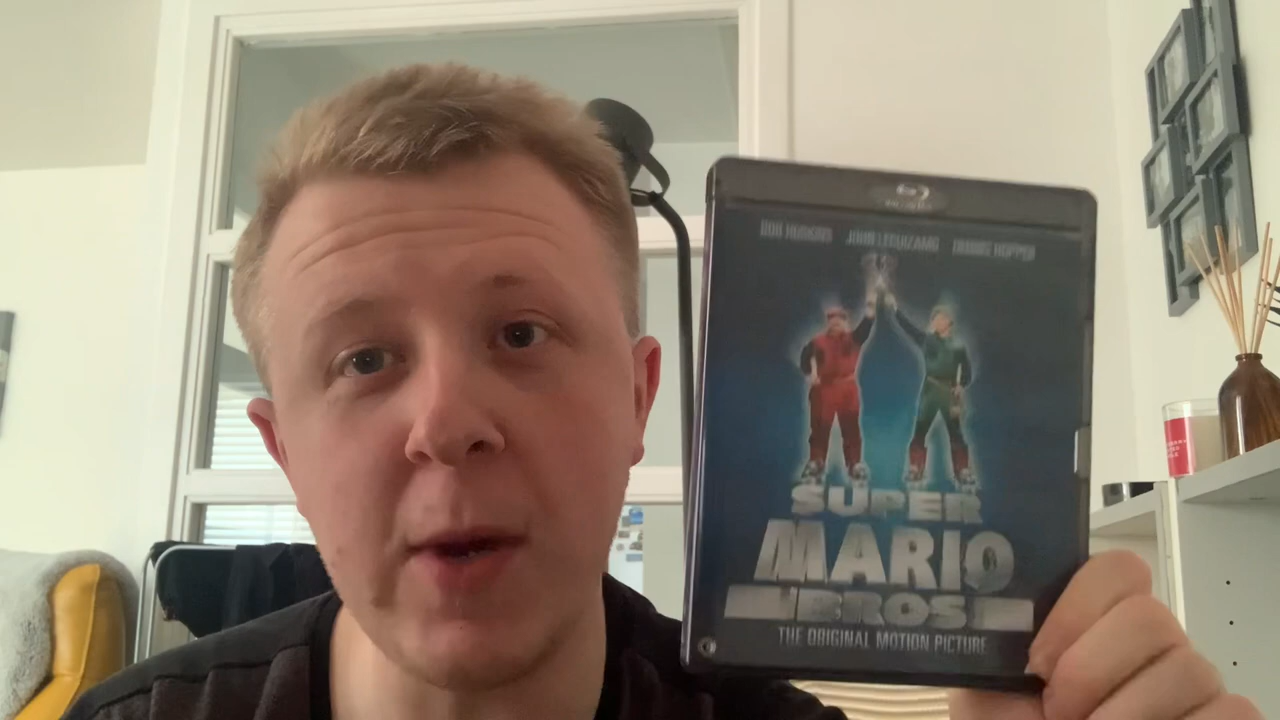 BOB HOSKINS JOHN LEGUIZAMO DENNIS HOPPER
SUPER
MARIO
BROS
THE ORIGINAL MOTION PICTURE